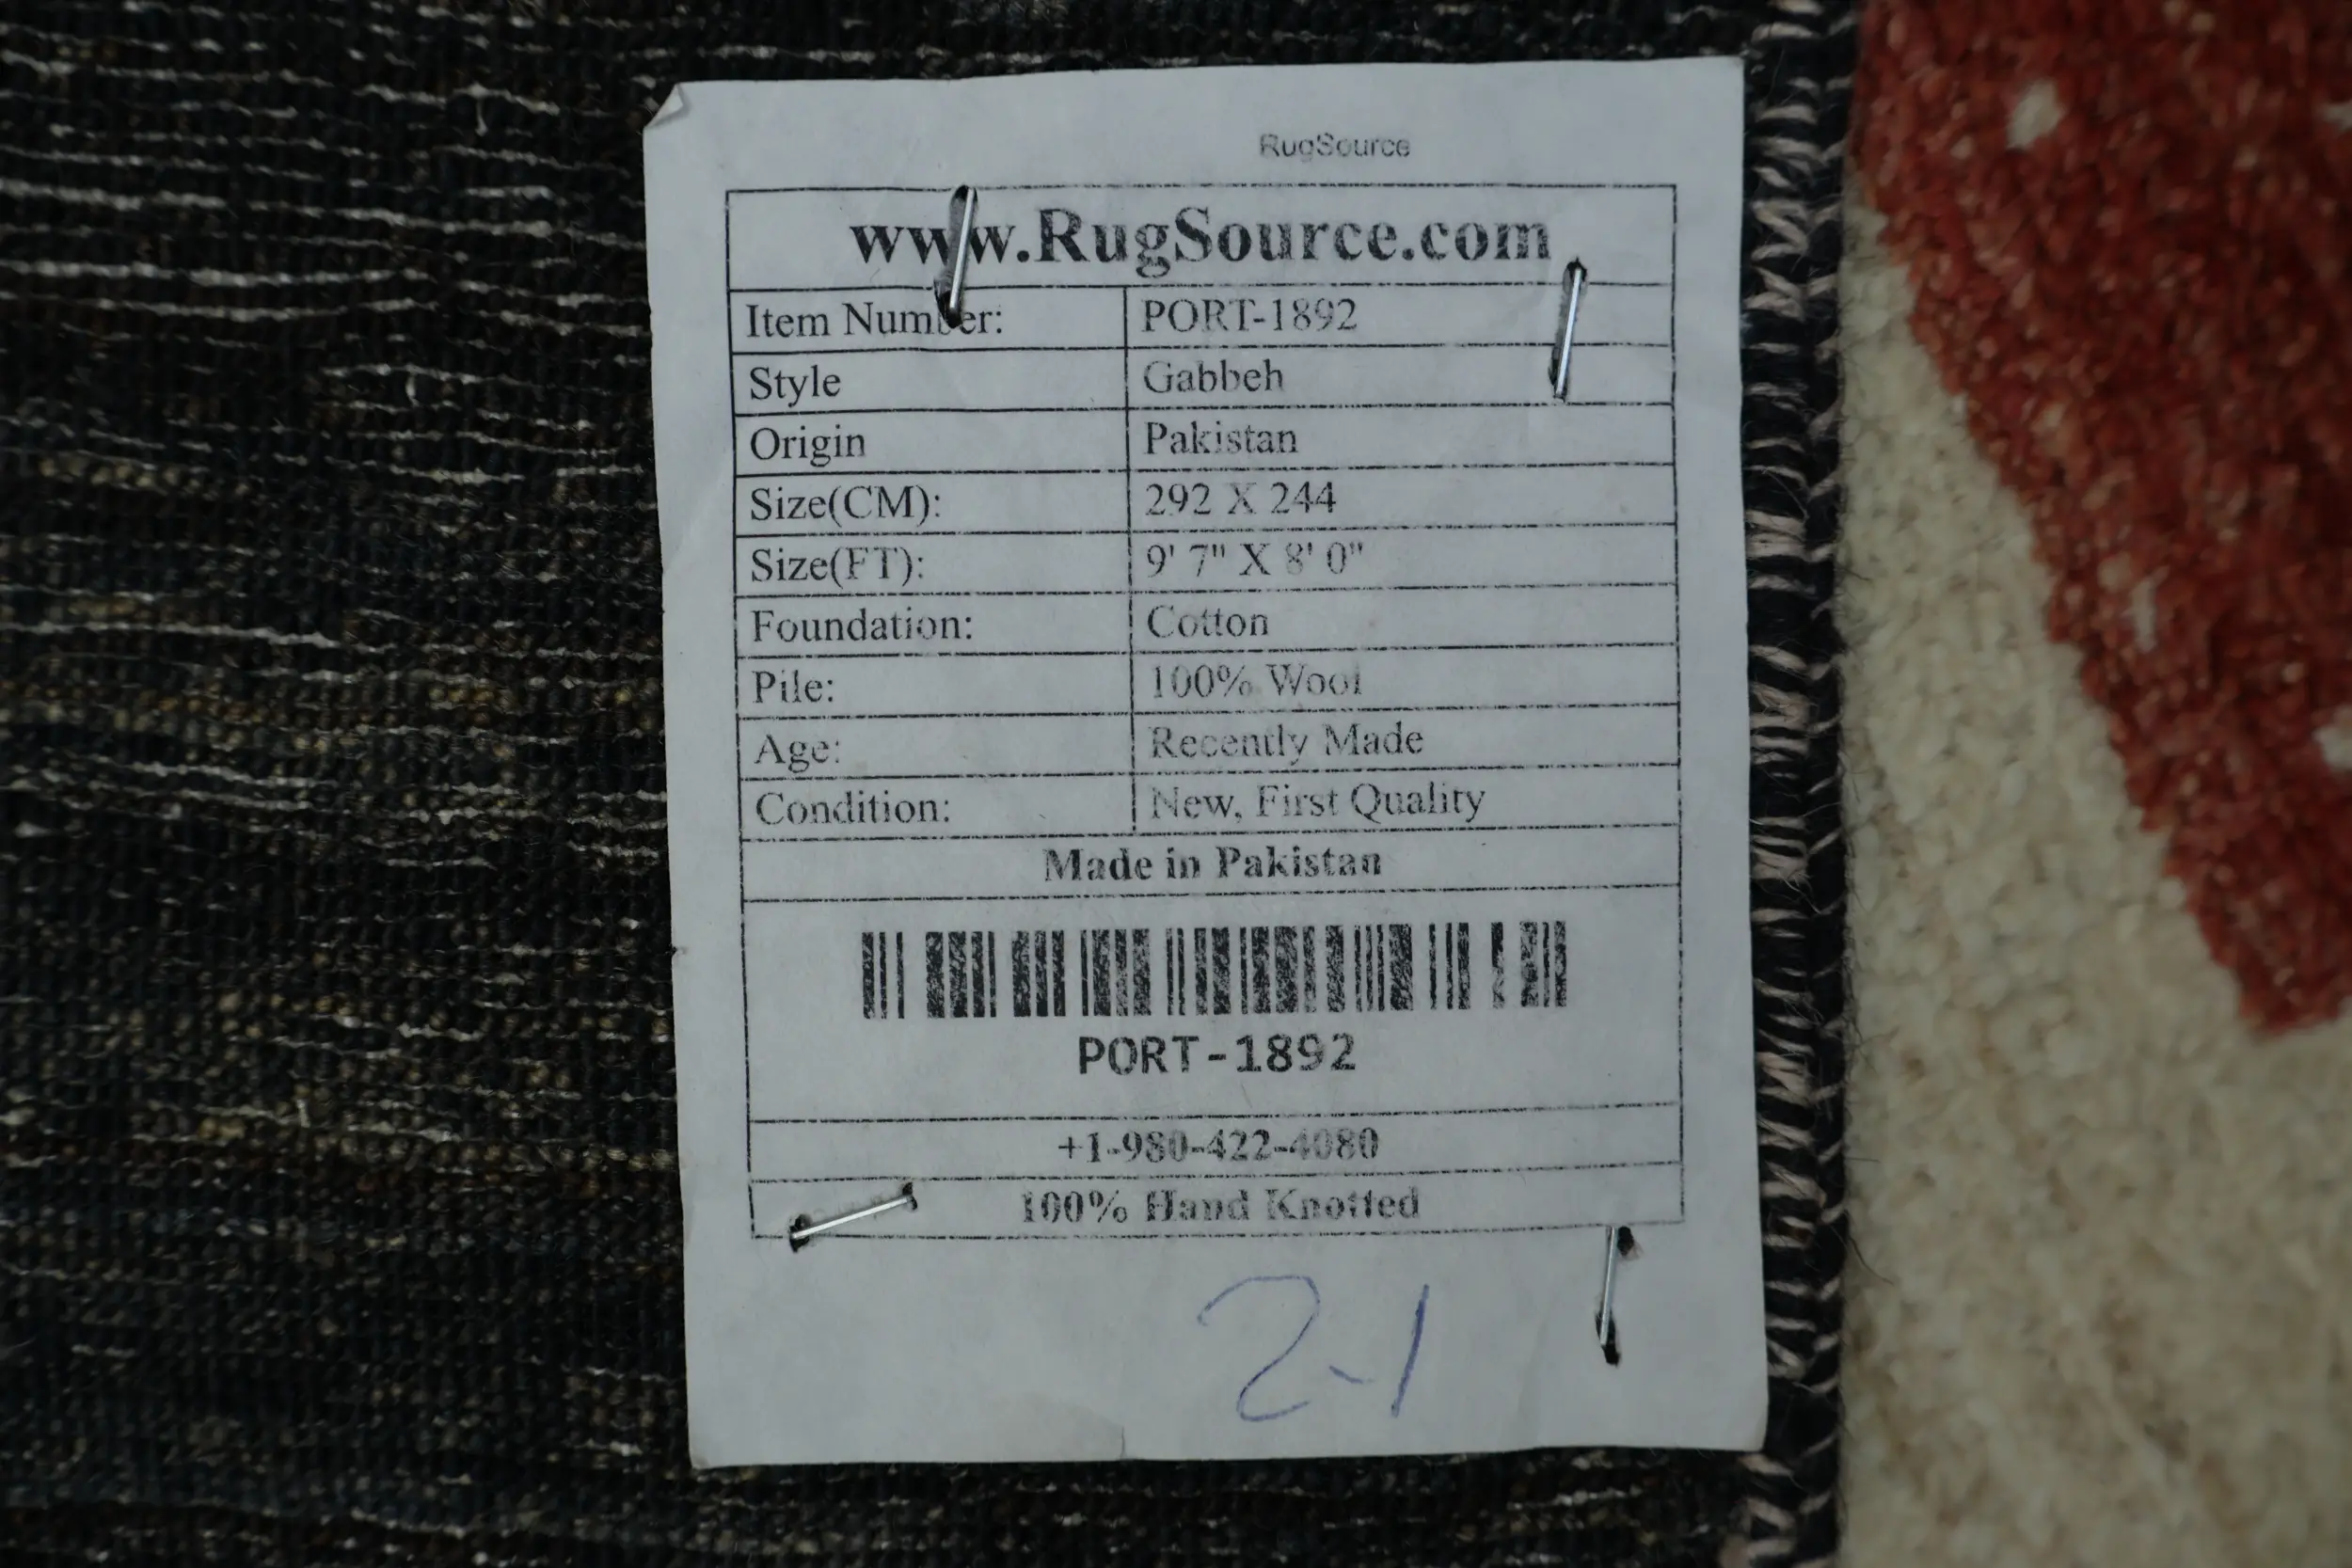 RugSource
www.RugSource.com
Item Number: PORT-1892
Style Gabbeh
Origin Pakistan
Size(CM): 292 X 244
Size(FT): 9' 7" X 8' 0"
Foundation: Cotton
Pile: 100% Wool
Age: Recently Made
Condition: New, First Quality
Made in Pakistan
PORT-1892
+1-980-422-4080
100% Hand Knotted
2-1